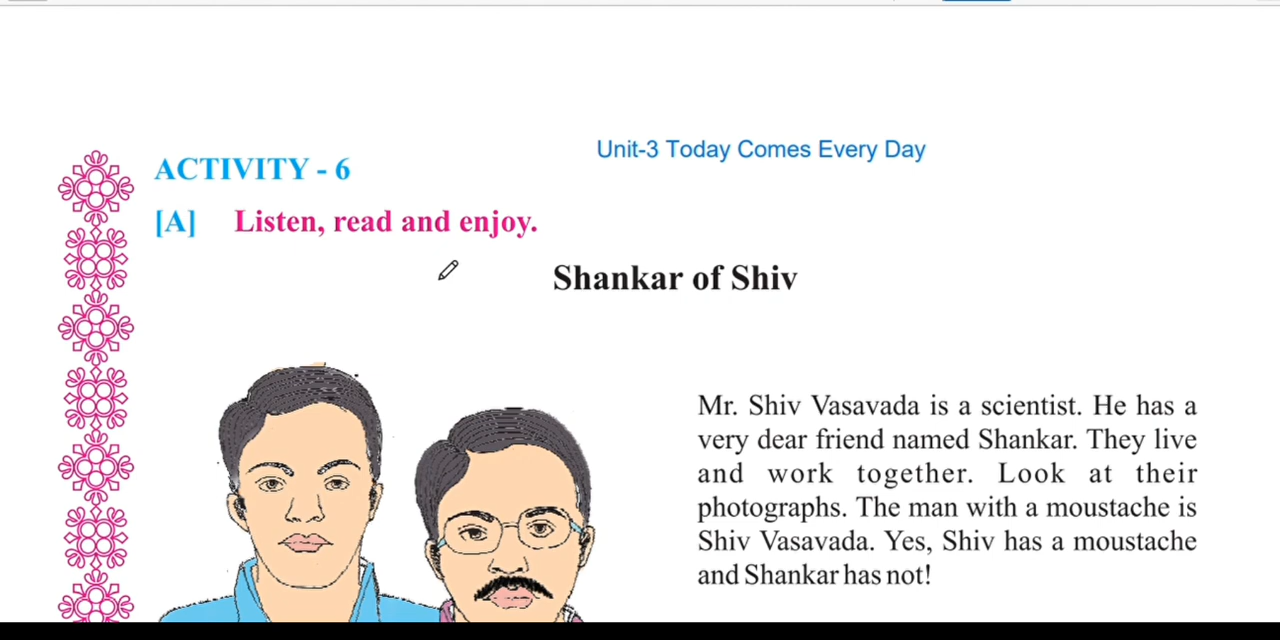 Unit-3 Today Comes Every Day
ACTIVITY - 6
[A] Listen, read and enjoy.
Shankar of Shiv
Mr. Shiv Vasavada is a scientist. He has a
very dear friend named Shankar. They live
and work together. Look at their
photographs. The man with a moustache is
Shiv Vasavada. Yes, Shiv has a moustache
and Shankar has not!